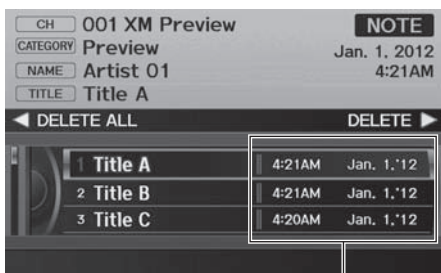 CH 001 XM Preview NOTE
CATEGORY Preview Jan. 1, 2012
NAME Artist 01 4:21AM
TITLE Title A
◀ DELETE ALL DELETE ▶
1 Title A 4:21AM Jan. 1,'12
2 Title B 4:21AM Jan. 1,'12
3 Title C 4:20AM Jan. 1,'12